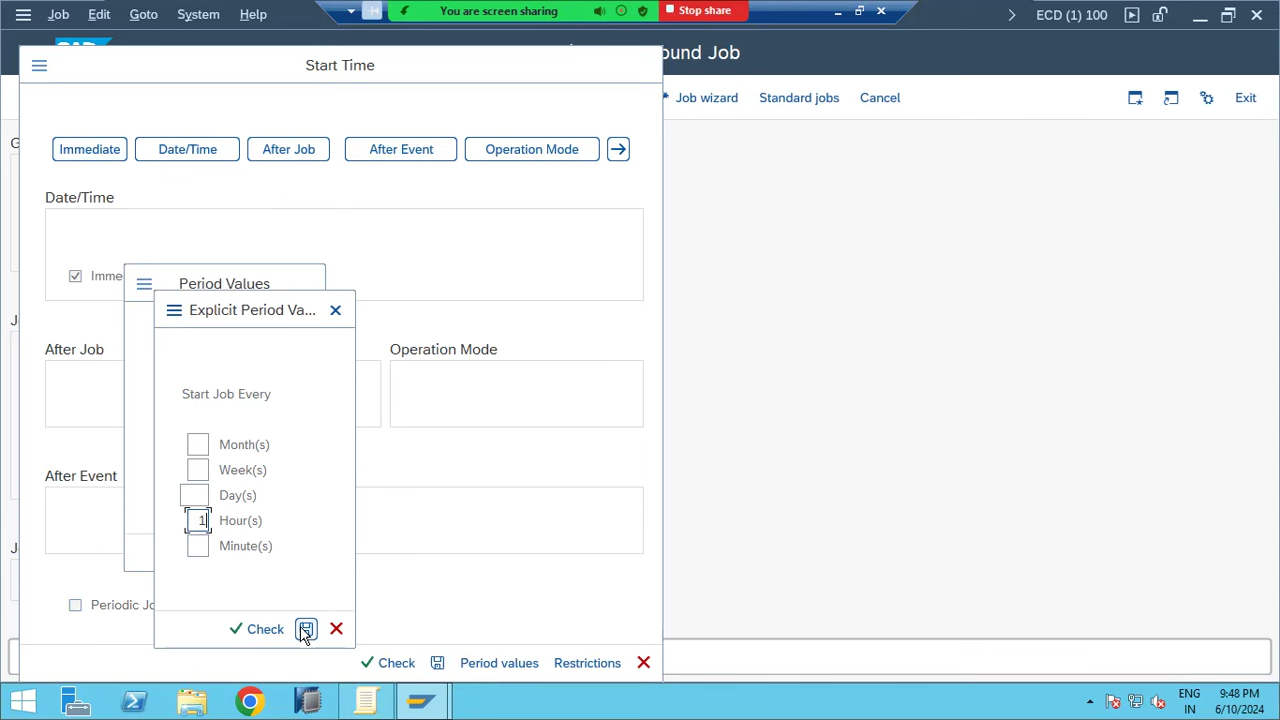 Job Edit Goto System Help
You are screen sharing
Stop share
ECD (1) 100
SAP
ound Job
Start Time
Job wizard
Standard jobs
Cancel
Exit
Immediate
Date/Time
After Job
After Event
Operation Mode
Date/Time
Imme
Period Values
Explicit Period Va...
After Job
Operation Mode
Start Job Every
Month(s)
Week(s)
After Event
Day(s)
1 Hour(s)
Minute(s)
Periodic Jo
Check
Check
Period values
Restrictions
ENG
IN
9:48 PM
6/10/2024